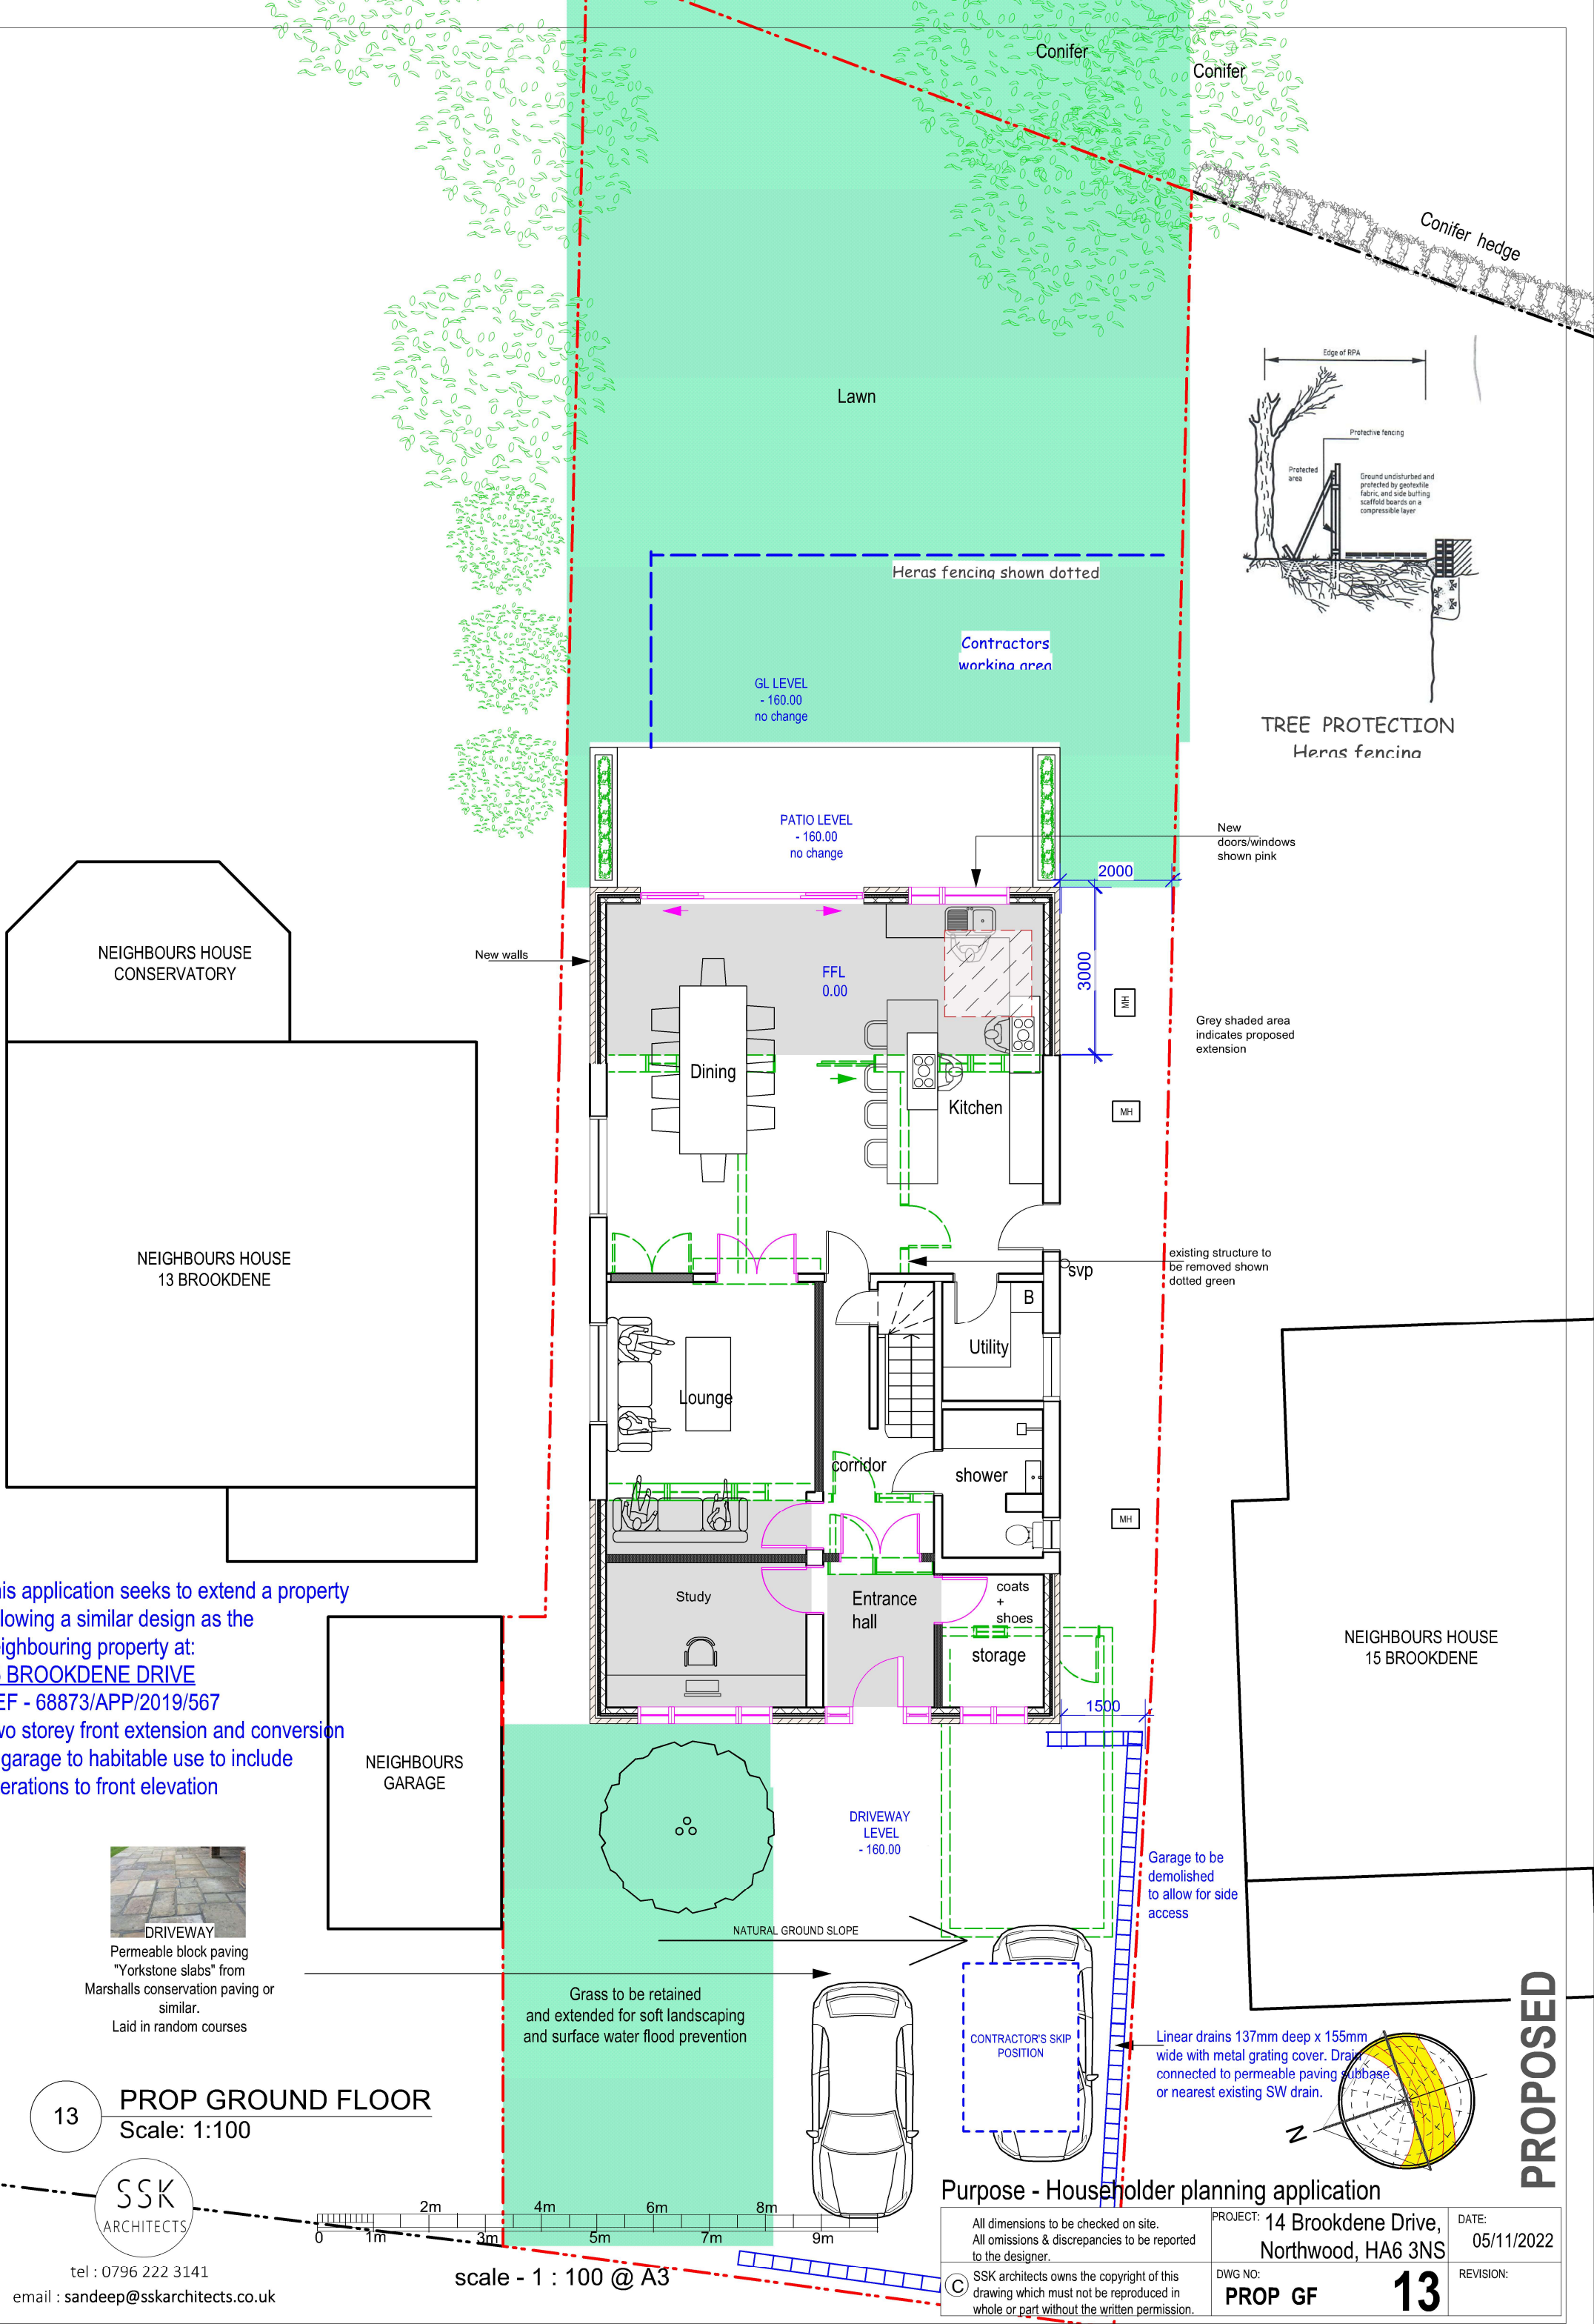 Conifer
Conifer
Conifer hedge
Edge of RPA
Lawn
Protective fencing
Protected
area
Ground undisturbed and
protected by geotextile
fabric, and side butting
scaffold boards on a
compressible layer
Heras fencing shown dotted
Contractors
working area
GL LEVEL
- 160.00
no change
TREE PROTECTION
Heras fencing
PATIO LEVEL
- 160.00
no change
New
doors/windows
shown pink
2000
NEIGHBOURS HOUSE
CONSERVATORY
New walls
FFL
0.00
3000
MH
Grey shaded area
indicates proposed
extension
Dining
Kitchen
MH
NEIGHBOURS HOUSE
13 BROOKDENE
existing structure to
be removed shown
dotted green
svp
B
Utility
Lounge
corridor
shower
MH
his application seeks to extend a property
lowing a similar design as the
eighbouring property at:
BROOKDENE DRIVE
EF - 68873/APP/2019/567
wo storey front extension and conversion
garage to habitable use to include
erations to front elevation
Study
Entrance
hall
coats
+
shoes
storage
NEIGHBOURS HOUSE
15 BROOKDENE
1500
NEIGHBOURS
GARAGE
DRIVEWAY
LEVEL
- 160.00
Garage to be
demolished
to allow for side
access
NATURAL GROUND SLOPE
DRIVEWAY
Permeable block paving
"Yorkstone slabs" from
Marshalls conservation paving or
similar.
Laid in random courses
Grass to be retained
and extended for soft landscaping
and surface water flood prevention
CONTRACTOR'S SKIP
POSITION
Linear drains 137mm deep x 155mm
wide with metal grating cover. Drain
connected to permeable paving subbase
or nearest existing SW drain.
N
PROPOSED
13
PROP GROUND FLOOR
Scale: 1:100
SSK
ARCHITECTS
tel : 0796 222 3141
email : sandeep@sskarchitects.co.uk
2m 4m 6m 8m
0 1m 3m 5m 7m 9m
scale - 1 : 100 @ A3
Purpose - Householder planning application
All dimensions to be checked on site.
All omissions & discrepancies to be reported
to the designer.
C
SSK architects owns the copyright of this
drawing which must not be reproduced in
whole or part without the written permission.
PROJECT: 14 Brookdene Drive,
Northwood, HA6 3NS
DATE:
05/11/2022
DWG NO:
PROP GF 13
REVISION: